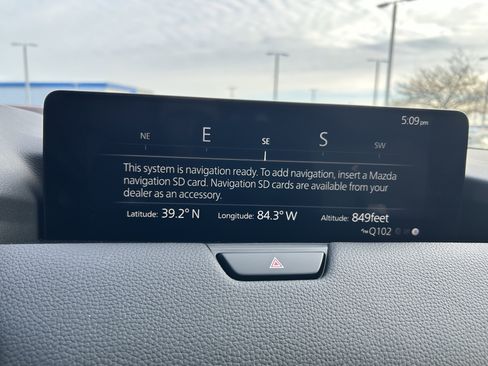 5:09pm
NE E SE S SW
This system is navigation ready. To add navigation, insert a Mazda
navigation SD card. Navigation SD cards are available from your
dealer as an accessory.
Latitude: 39.2° N Longitude: 84.3° W Altitude: 849feet
Q102